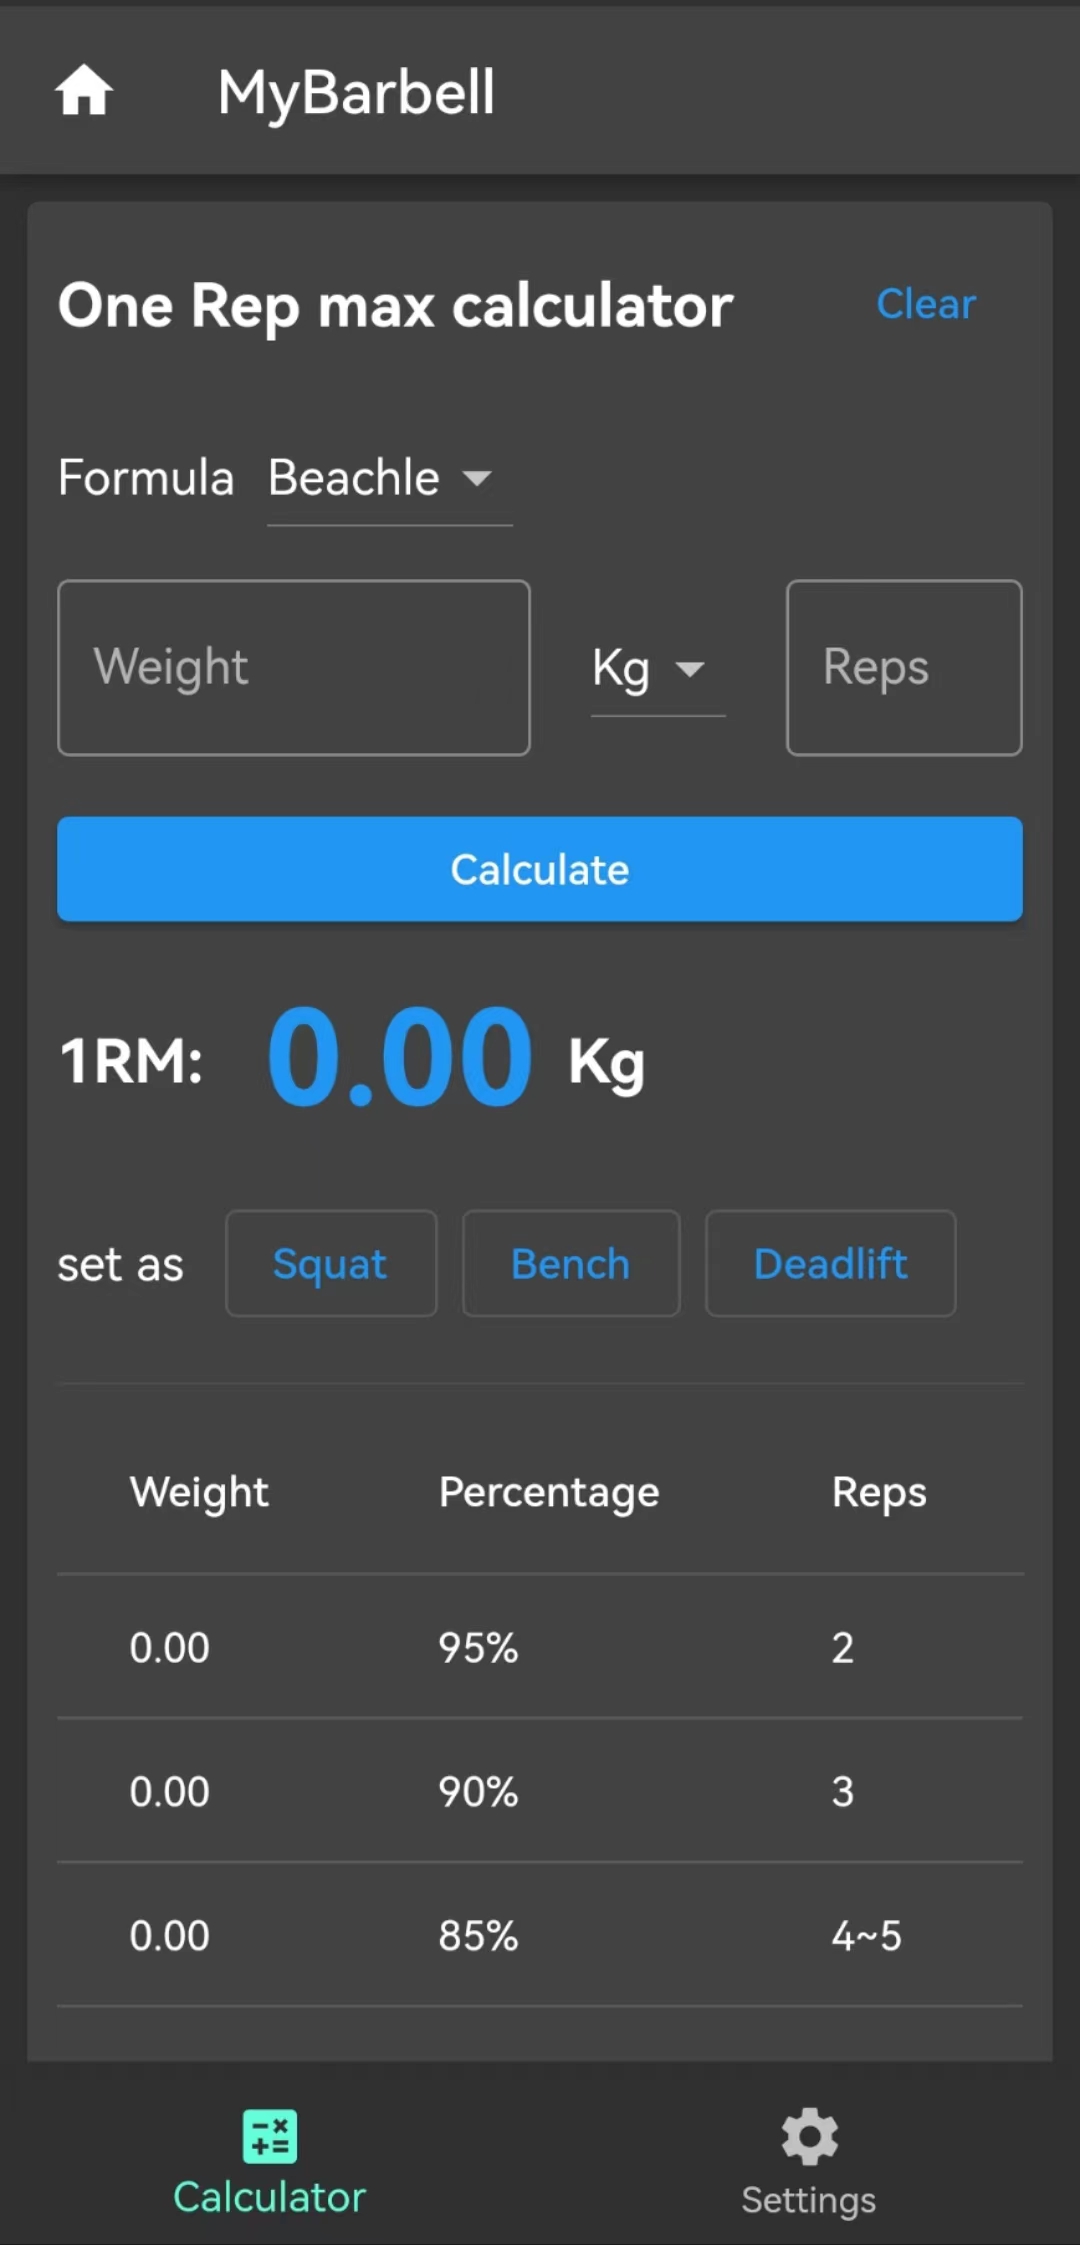 MyBarbell
One Rep max calculator Clear
Formula Beachle
Weight Kg Reps
Calculate
1RM: 0.00 Kg
set as Squat Bench Deadlift
Weight Percentage Reps
0.00 95% 2
0.00 90% 3
0.00 85% 4~5
Calculator Settings